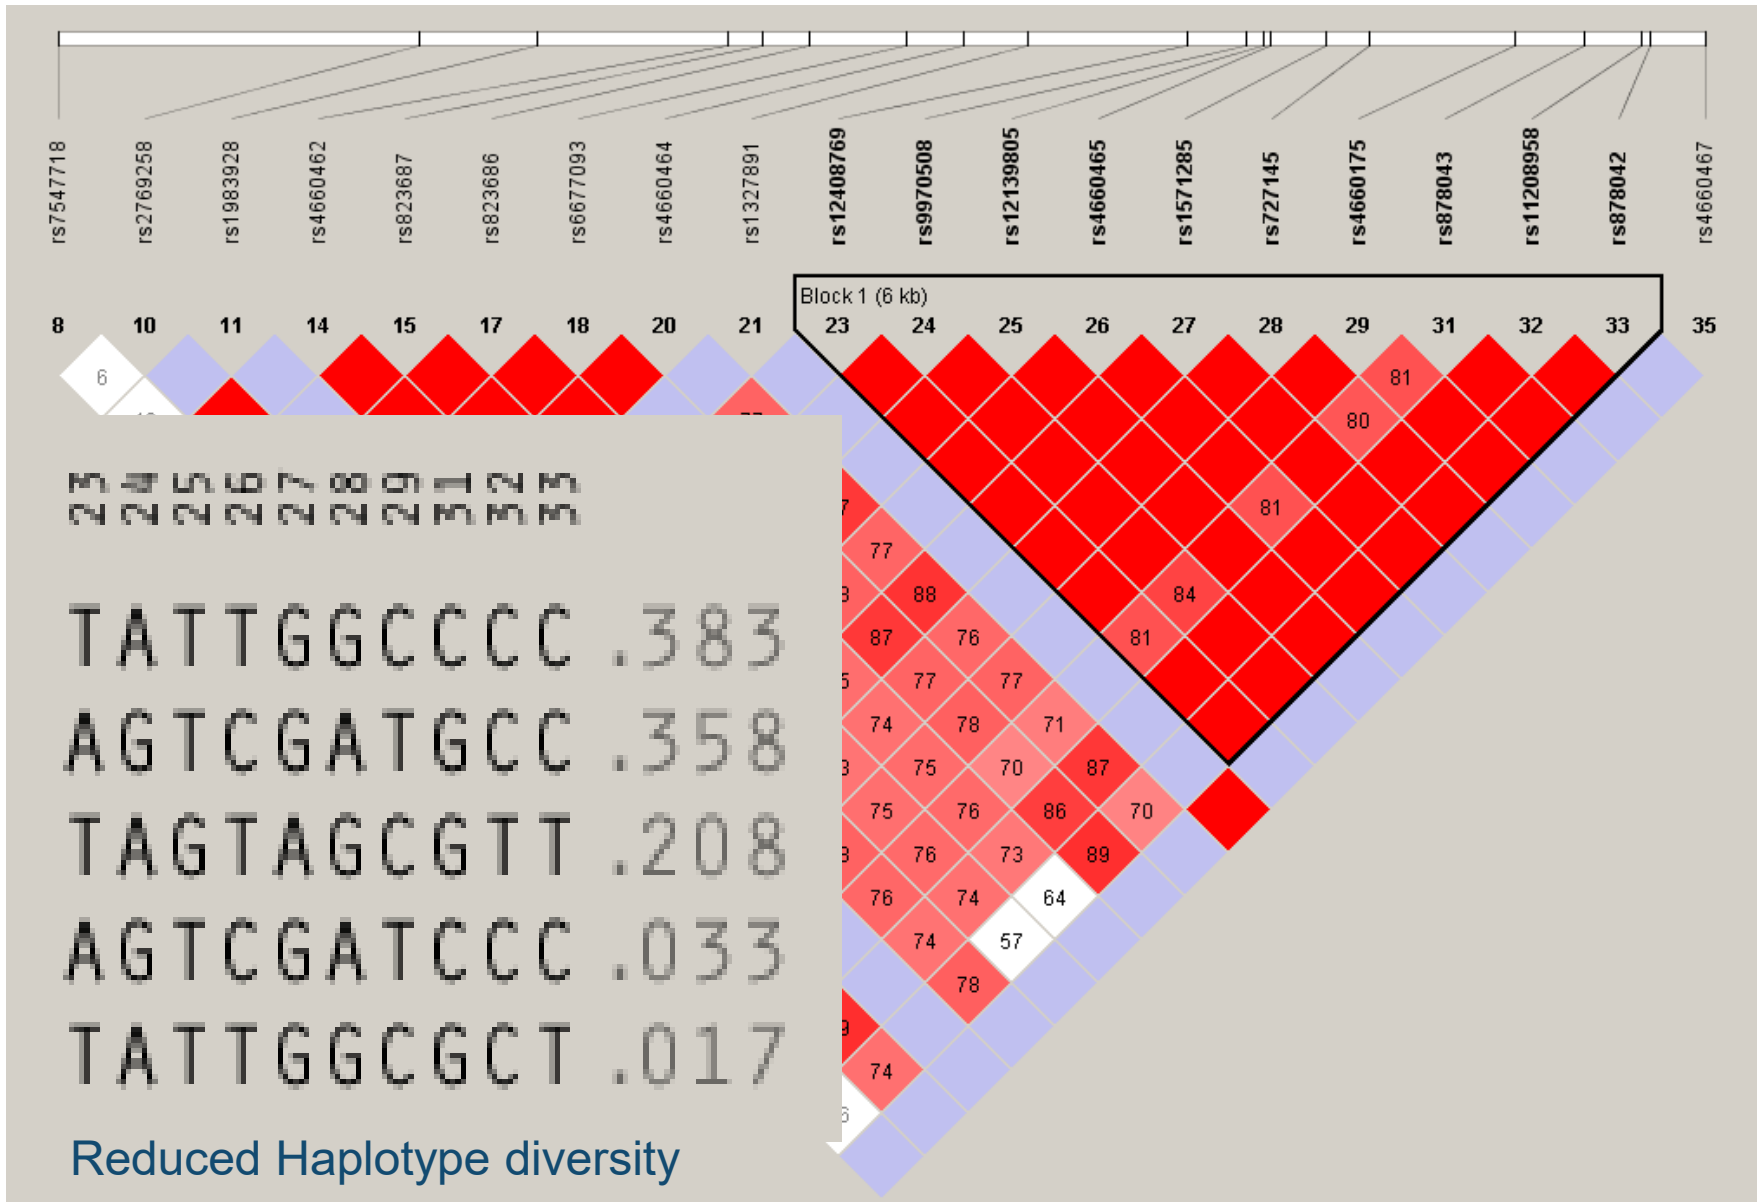 rs7547718 rs2769258 rs1983928 rs4660462 rs823687 rs823686 rs6677093 rs4660464 rs1327891 rs12408769 rs9970508 rs12139805 rs4660465 rs1571285 rs727145 rs4660175 rs878043 rs11208958 rs878042 rs4660467
Block 1 (6 kb)
8 10 11 14 15 17 18 20 21 23 24 25 26 27 28 29 31 32 33 35
6 81
80
23 24 25 26 27 28 29 31 32 33
81
77
88 84
87 76 81
77 77
74 78 71
75 70 87
75 76 86 70
76 73 89
76 74 64
74 57
78
74
TATTGGCCCC .383
AGTCGATGCC .358
TAGTAGCGTT .208
AGTCGATCCC .033
TATTGGCGCT .017
Reduced Haplotype diversity